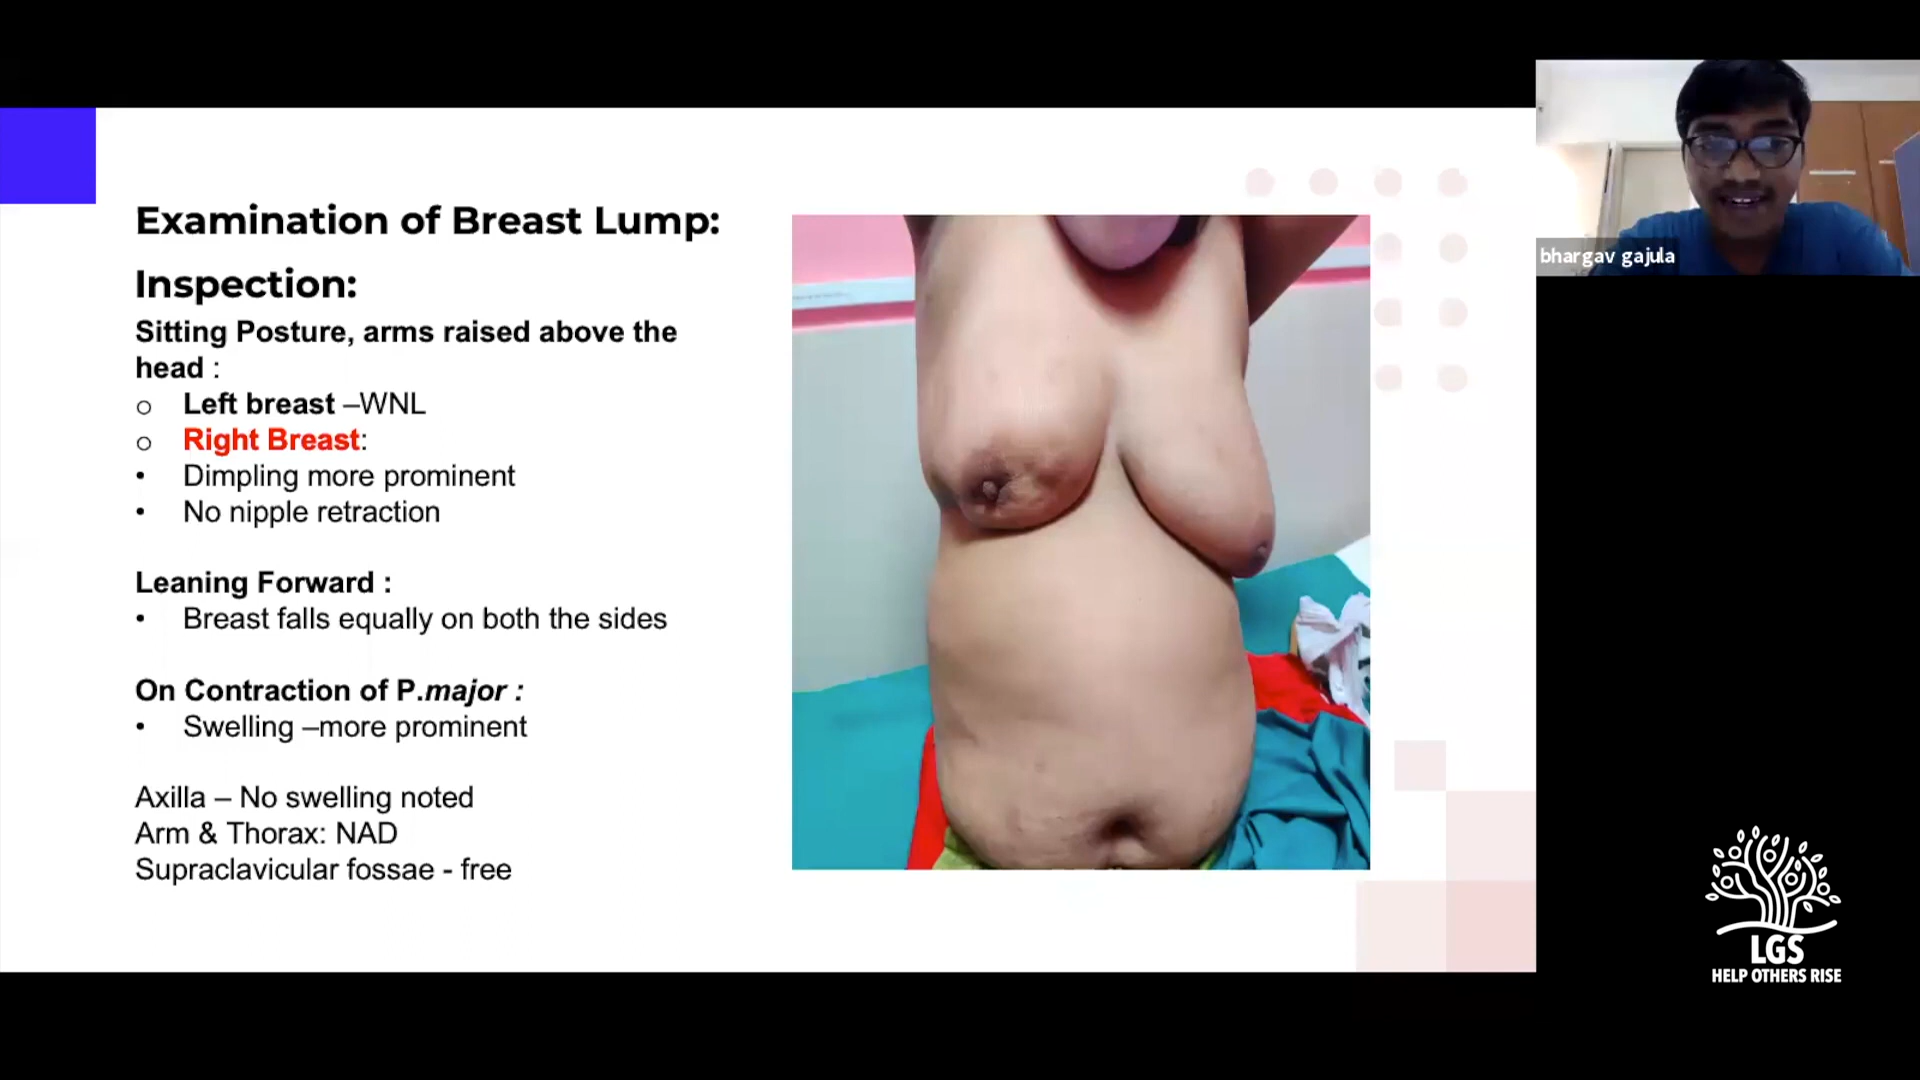 Examination of Breast Lump:
Inspection:
Sitting Posture, arms raised above the
head :
o Left breast –WNL
o Right Breast:
• Dimpling more prominent
• No nipple retraction
Leaning Forward :
• Breast falls equally on both the sides
On Contraction of P.major :
• Swelling –more prominent
Axilla – No swelling noted
Arm & Thorax: NAD
Supraclavicular fossae - free
bhargav gajula
LGS
HELP OTHERS RISE